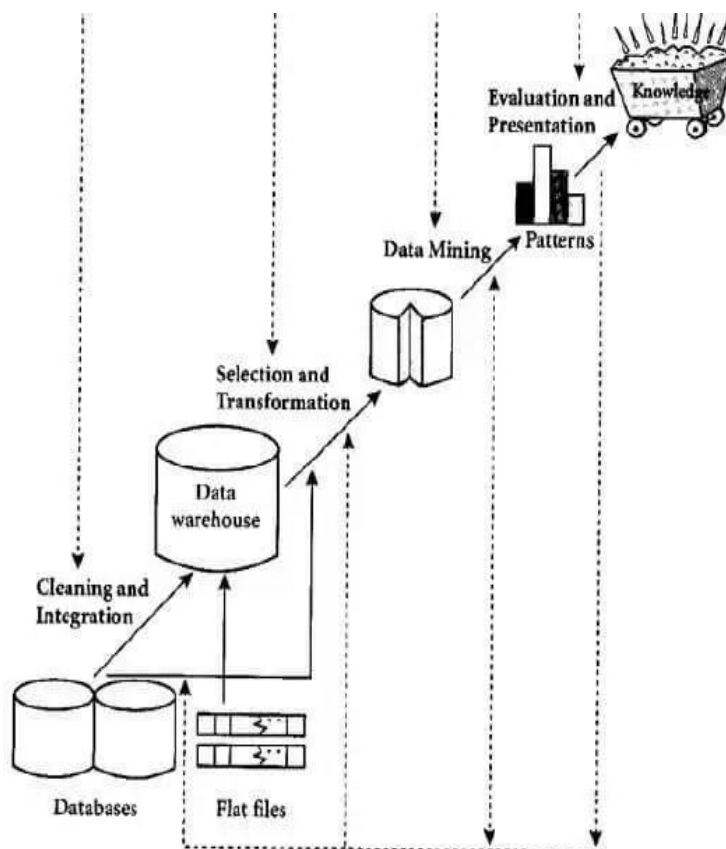 Knowledge
Evaluation and
Presentation
Patterns
Data Mining
Selection and
Transformation
Data
warehouse
Cleaning and
Integration
Databases
Flat files